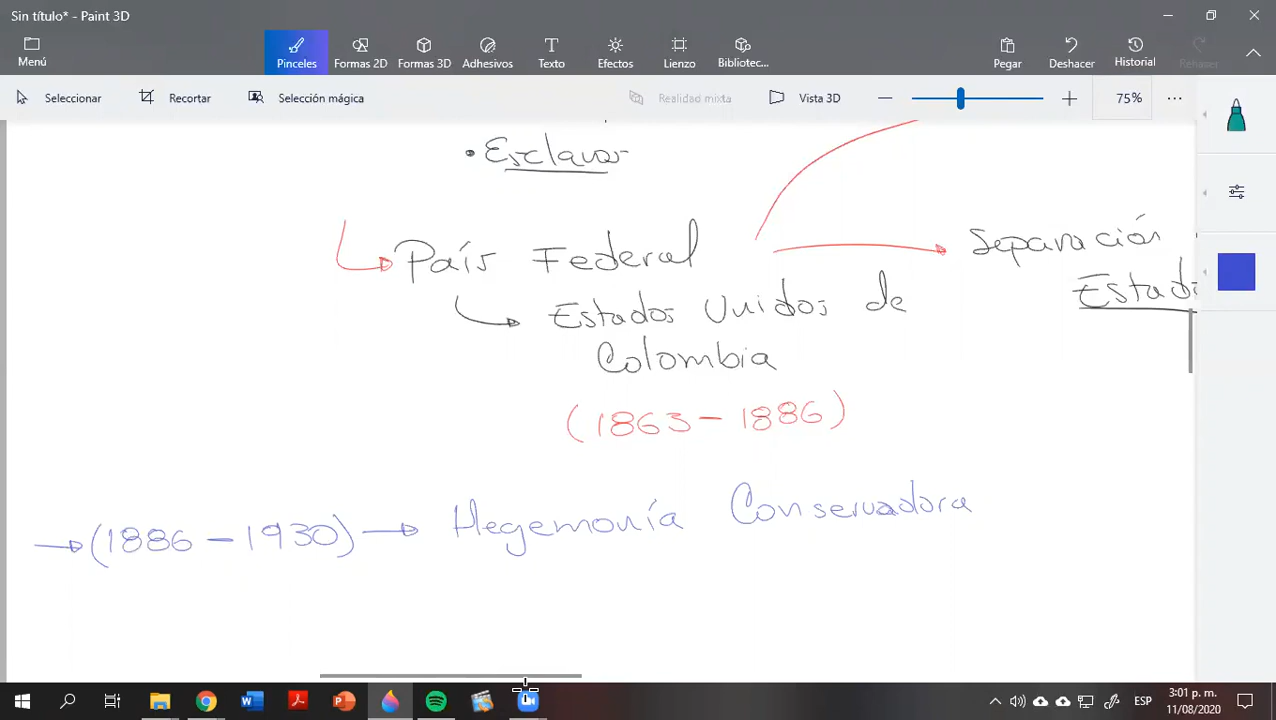 Sin título* - Paint 3D
Menú
Pinceles
Formas 2D
Formas 3D
Adhesivos
Texto
Efectos
Lienzo
Bibliotec...
Pegar
Deshacer
Historial
Rehacer
Seleccionar
Recortar
Selección mágica
Realidad mixta
Vista 3D
75%
• Esclavos
País Federal
Separación
Estados Unidos de
Estado
Colombia
(1863 - 1886)
(1886 - 1930) → Hegemonía Conservadora
ESP
3:01 p. m.
11/08/2020